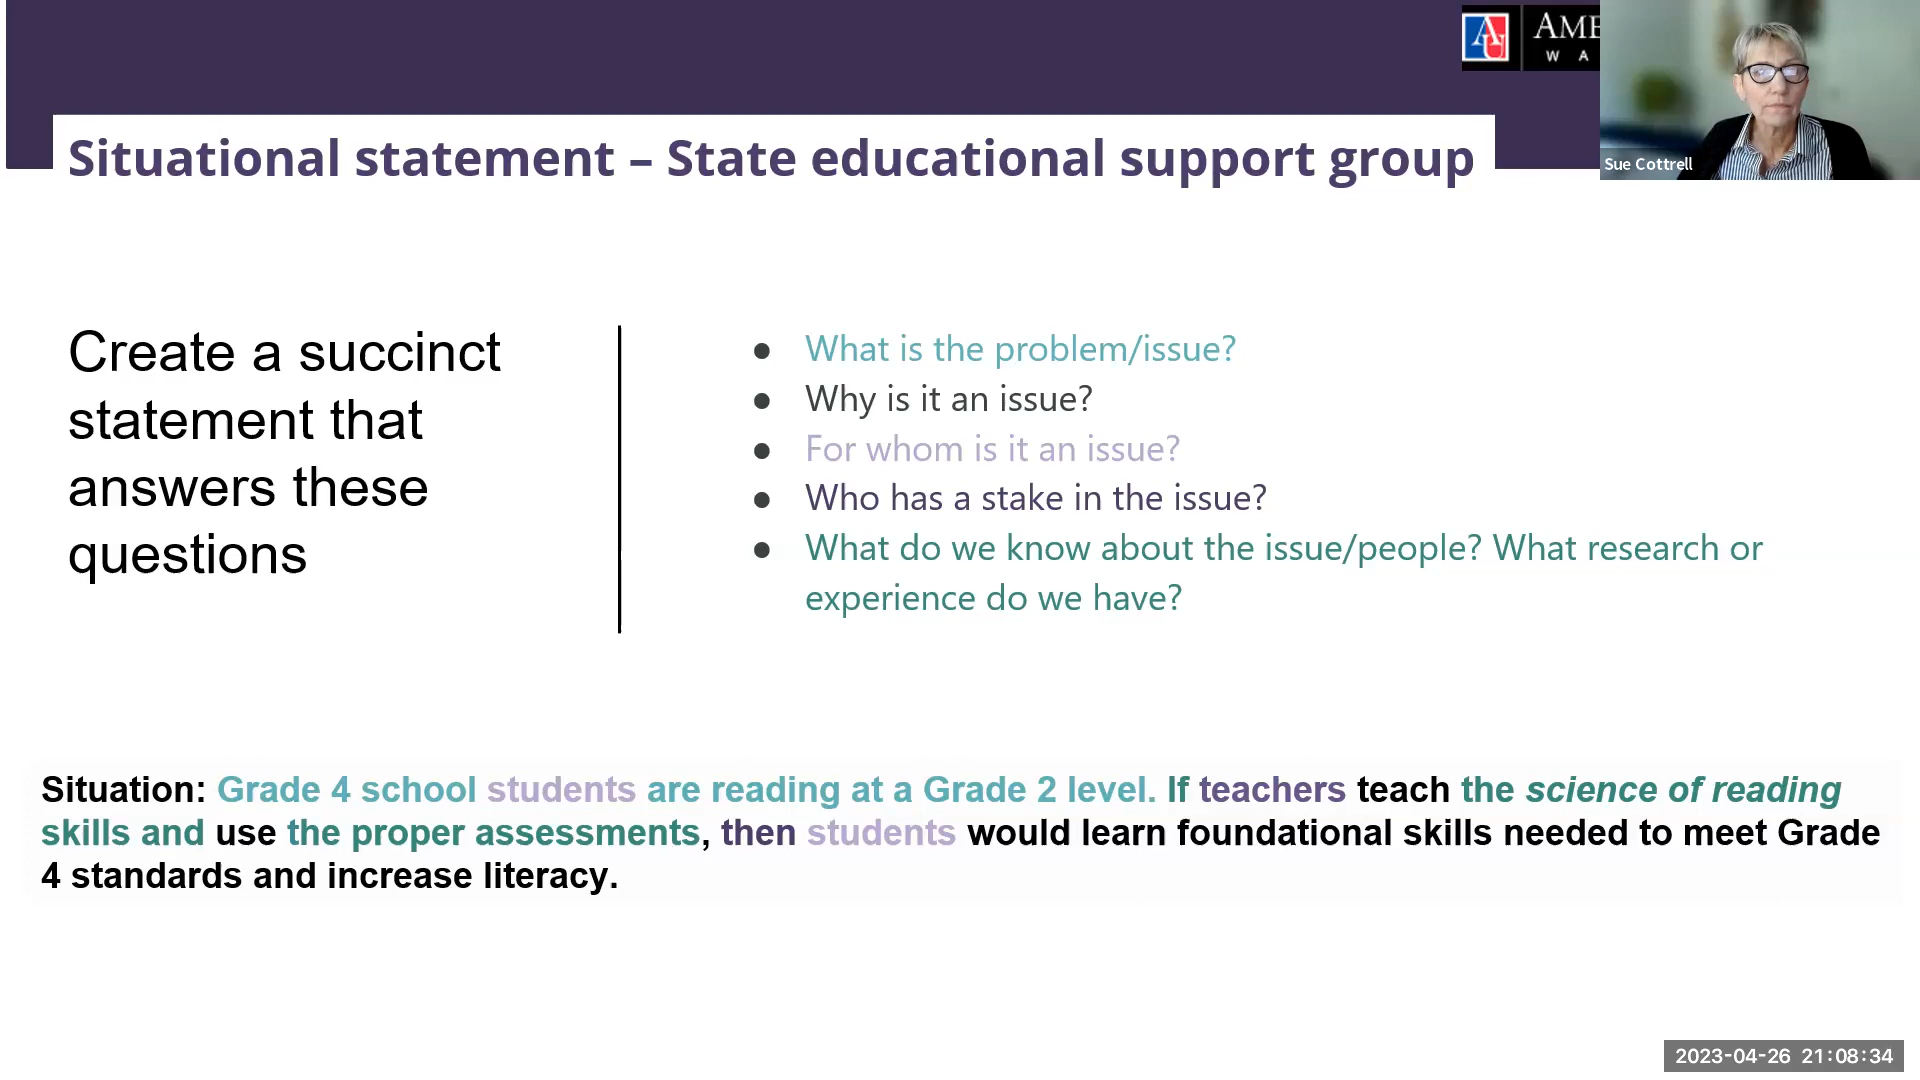 AU
AME
W A
Sue Cottrell
Situational statement – State educational support group
Create a succinct
statement that
answers these
questions
● What is the problem/issue?
● Why is it an issue?
● For whom is it an issue?
● Who has a stake in the issue?
● What do we know about the issue/people? What research or
experience do we have?
Situation: Grade 4 school students are reading at a Grade 2 level. If teachers teach the science of reading
skills and use the proper assessments, then students would learn foundational skills needed to meet Grade
4 standards and increase literacy.
2023-04-26 21:08:34